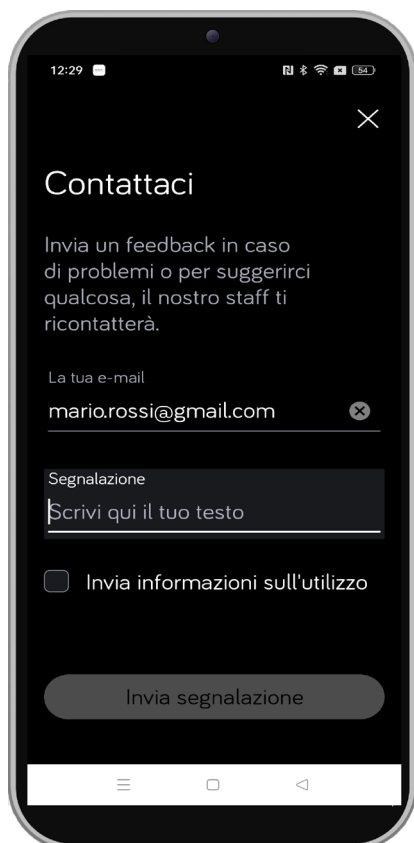 12:29
54
Contattaci
Invia un feedback in caso
di problemi o per suggerirci
qualcosa, il nostro staff ti
ricontatterà.
La tua e-mail
mario.rossi@gmail.com
Segnalazione
Scrivi qui il tuo testo
Invia informazioni sull'utilizzo
Invia segnalazione